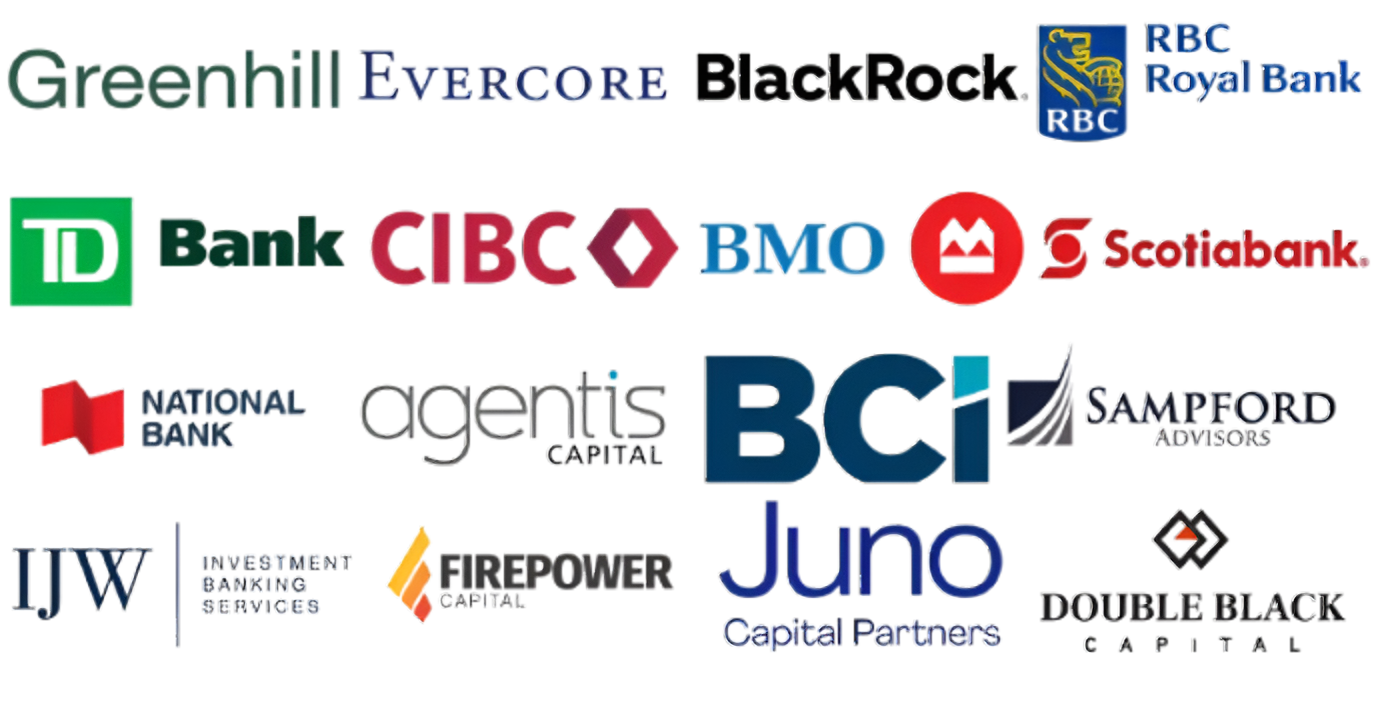 Greenhill
EVERCORE
BlackRock®
RBC
RBC
Royal Bank
TD
Bank
CIBC
BMO
Scotiabank®
NATIONAL
BANK
agentis
CAPITAL
BCi
SAMPFORD
ADVISORS
IJW
INVESTMENT
BANKING
SERVICES
FIREPOWER
CAPITAL
Juno
Capital Partners
DOUBLE BLACK
CAPITAL